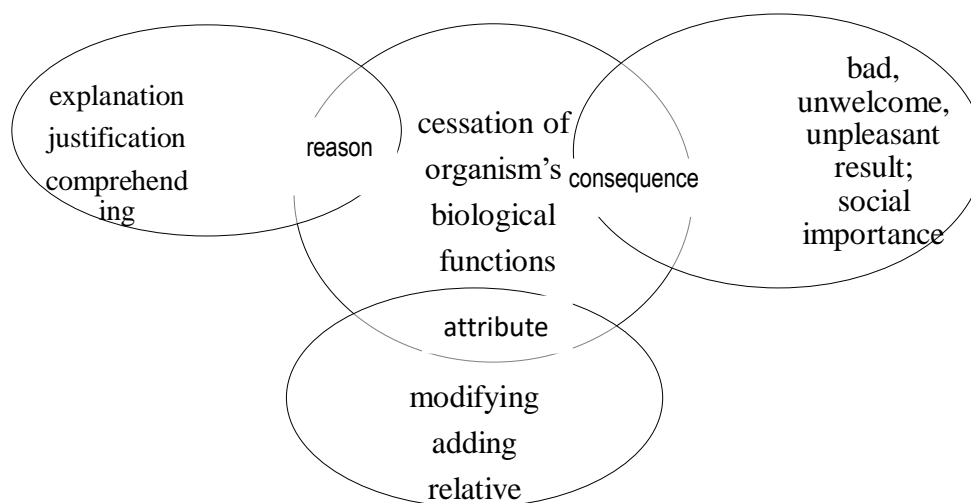 explanation
justification
comprehend
ing
reason
cessation of
organism's
biological
functions
consequence
bad,
unwelcome,
unpleasant
result;
social
importance
attribute
modifying
adding
relative